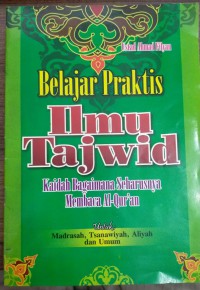 Belajar Praktis
Ilmu
Tajwid
Kaidah Bagaimana Seharusnya
Membaca Al-Qur'an
Untuk
Madrasah, Tsanawiyah, Aliyah
dan Umum